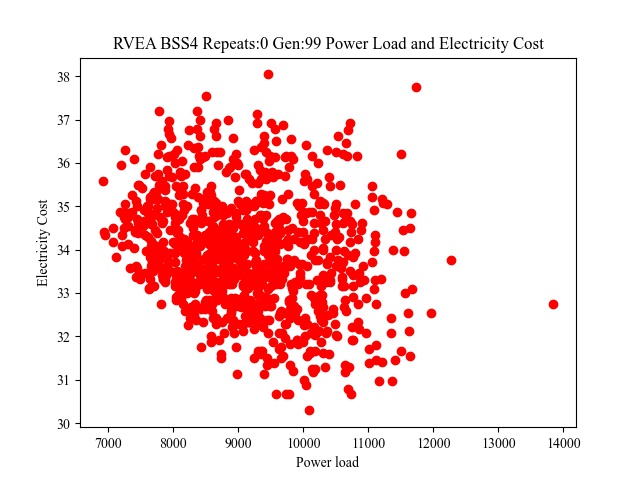 RVEA BSS4 Repeats:0 Gen:99 Power Load and Electricity Cost
38
37
36
35
34
33
32
31
30
Electricity Cost
7000 8000 9000 10000 11000 12000 13000 14000
Power load